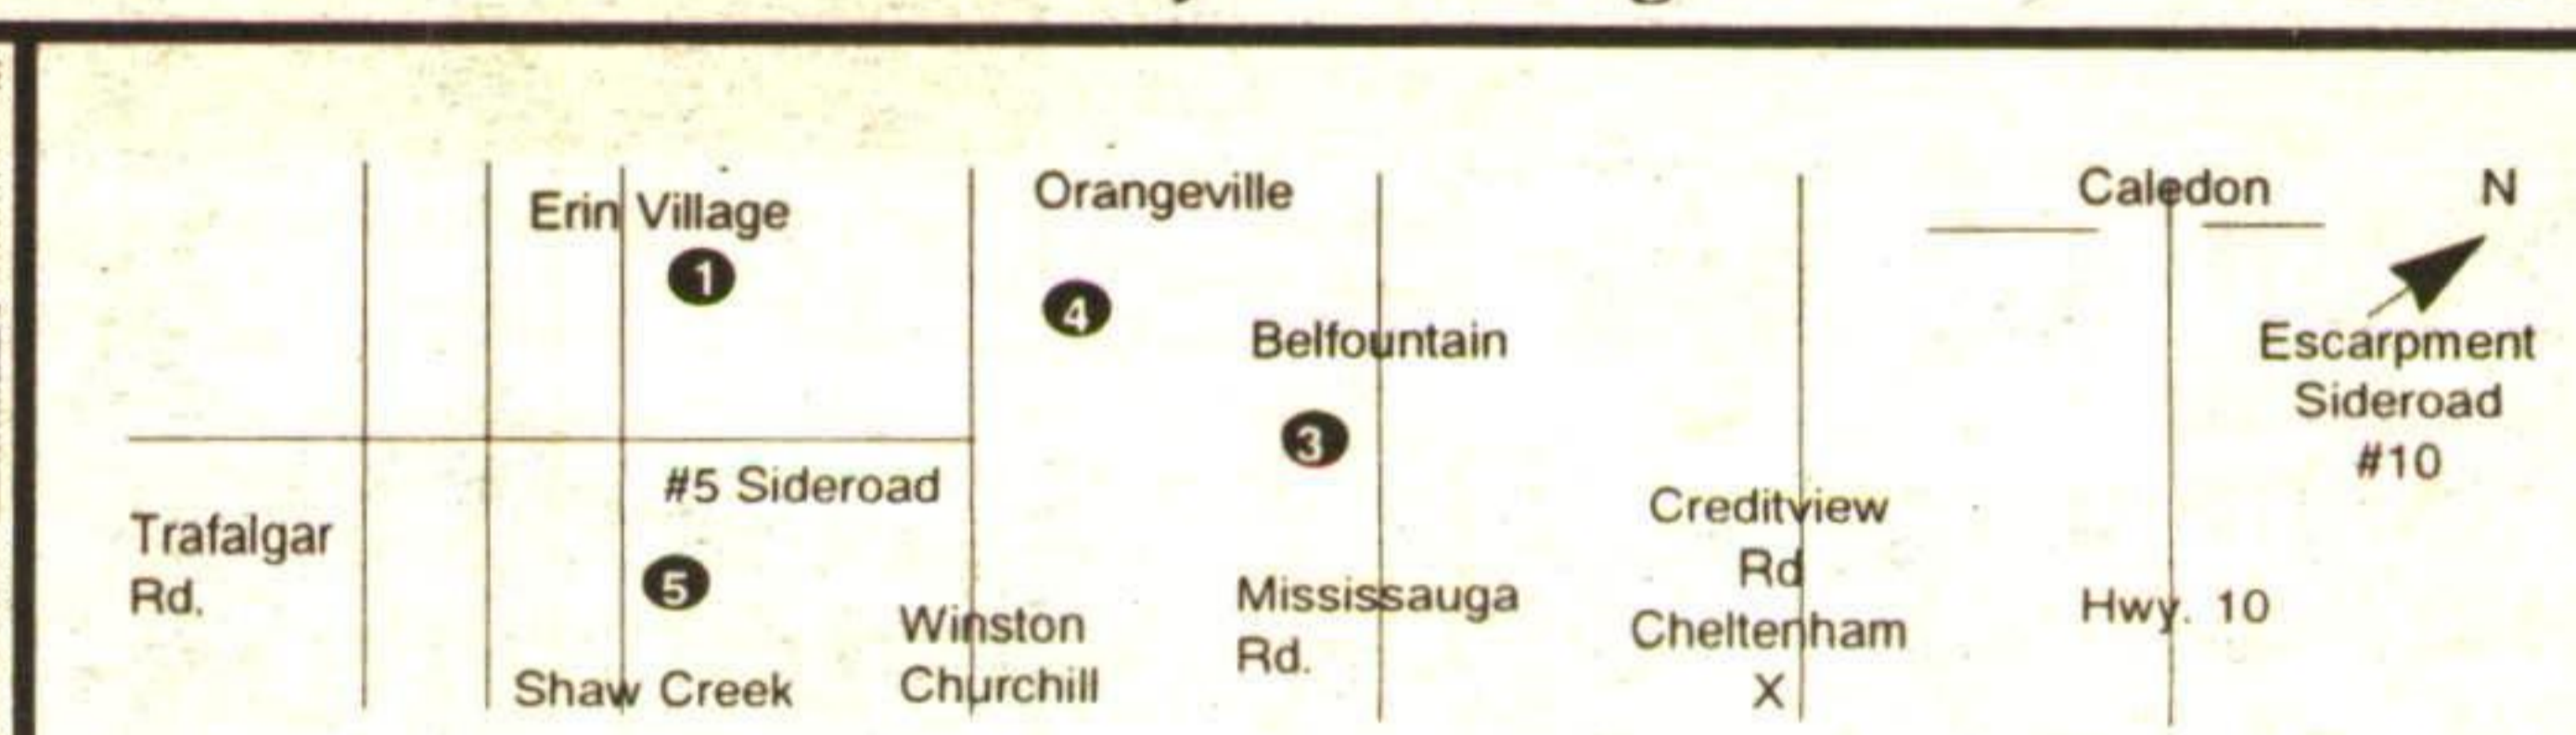 Erin Village
1
Orangeville
4
Belfountain
3
Caledon
N
Escarpment
Sideroad
#10
#5 Sideroad
Trafalgar
Rd.
5
Shaw Creek
Winston
Churchill
Mississauga
Rd.
Creditview
Rd
Cheltenham
X
Hwy. 10